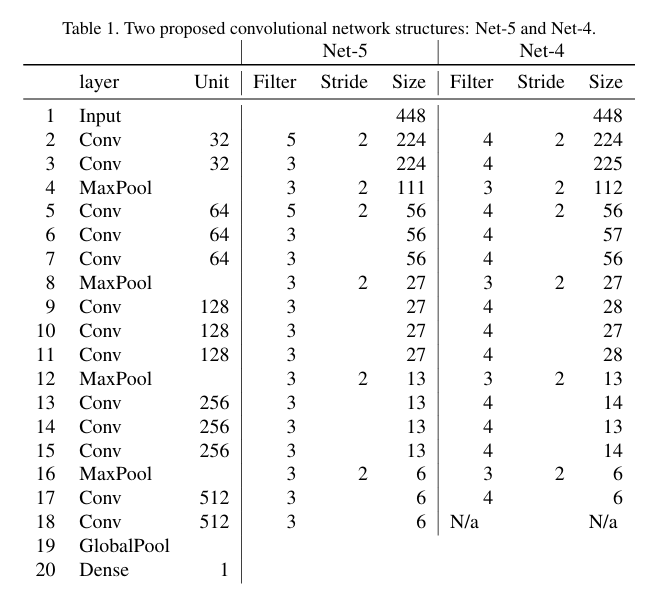 Table 1. Two proposed convolutional network structures: Net-5 and Net-4.
Net-5 Net-4
layer Unit Filter Stride Size Filter Stride Size
1 Input 448 448
2 Conv 32 5 2 224 4 2 224
3 Conv 32 3 224 4 225
4 MaxPool 3 2 111 3 2 112
5 Conv 64 5 2 56 4 2 56
6 Conv 64 3 56 4 57
7 Conv 64 3 56 4 56
8 MaxPool 3 2 27 3 2 27
9 Conv 128 3 27 4 28
10 Conv 128 3 27 4 27
11 Conv 128 3 27 4 28
12 MaxPool 3 2 13 3 2 13
13 Conv 256 3 13 4 14
14 Conv 256 3 13 4 13
15 Conv 256 3 13 4 14
16 MaxPool 3 2 6 3 2 6
17 Conv 512 3 6 4 6
18 Conv 512 3 6 N/a N/a
19 GlobalPool
20 Dense 1